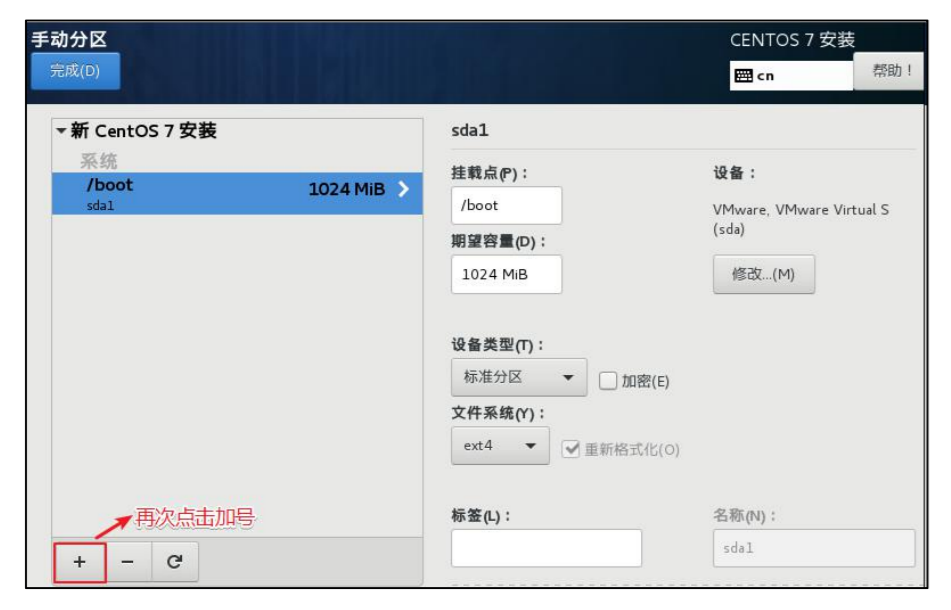 手动分区
CENTOS 7 安装
完成(D)
cn
帮助！
新 CentOS 7 安装
sda1
系统
/boot
1024 MiB
sda1
挂载点(P)：
设备：
/boot
VMware, VMware Virtual S
(sda)
期望容量(D)：
1024 MiB
修改...(M)
设备类型(T)：
标准分区
加密(E)
文件系统(Y)：
ext4
重新格式化(O)
再次点击加号
标签(L)：
名称(N)：
sda1
+ −